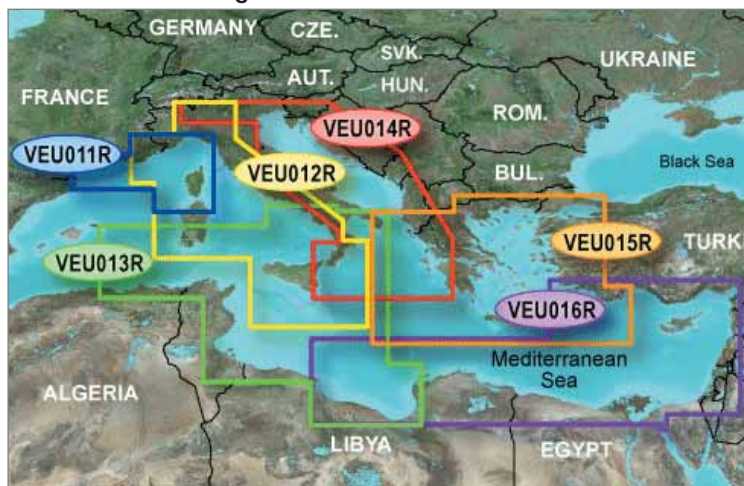 GERMANY
CZE.
SVK.
UKRAINE
AUT.
HUN.
FRANCE
ROM.
VEU014R
VEU011R
VEU012R
BUL.
Black Sea
VEU013R
VEU015R
TURK
VEU016R
Mediterranean
Sea
ALGERIA
LIBYA
EGYPT